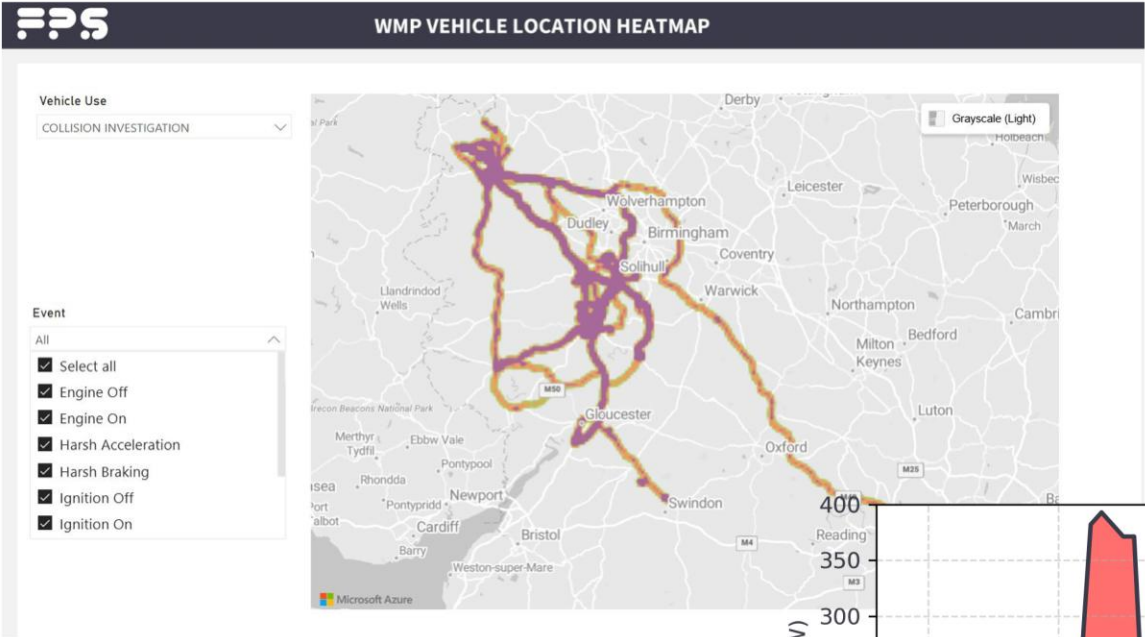 FPS
WMP VEHICLE LOCATION HEATMAP
Vehicle Use
COLLISION INVESTIGATION
Event
All
Select all
Engine Off
Engine On
Harsh Acceleration
Harsh Braking
Ignition Off
Ignition On
Grayscale (Light)
Derby
Holbeach
Leicester
Wisbec
Peterborough
March
Wolverhampton
Dudley
Birmingham
Coventry
Solihull
Warwick
Llandrindod
Wells
Northampton
Cambri
Milton
Keynes
Bedford
M50
Brecon Beacons National Park
Gloucester
Luton
Merthyr
Tydfil
Ebbw Vale
Oxford
Pontypool
M25
Rhondda
Newport
Swindon
Pontypridd
Cardiff
Bristol
Reading
Barry
M4
Weston-super-Mare
M3
Microsoft Azure
400
350
300